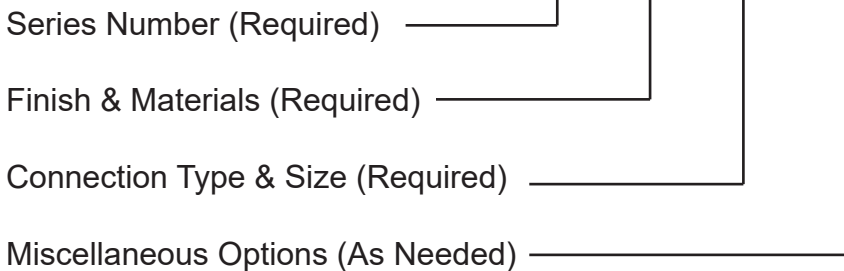 Series Number (Required)
Finish & Materials (Required)
Connection Type & Size (Required)
Miscellaneous Options (As Needed)